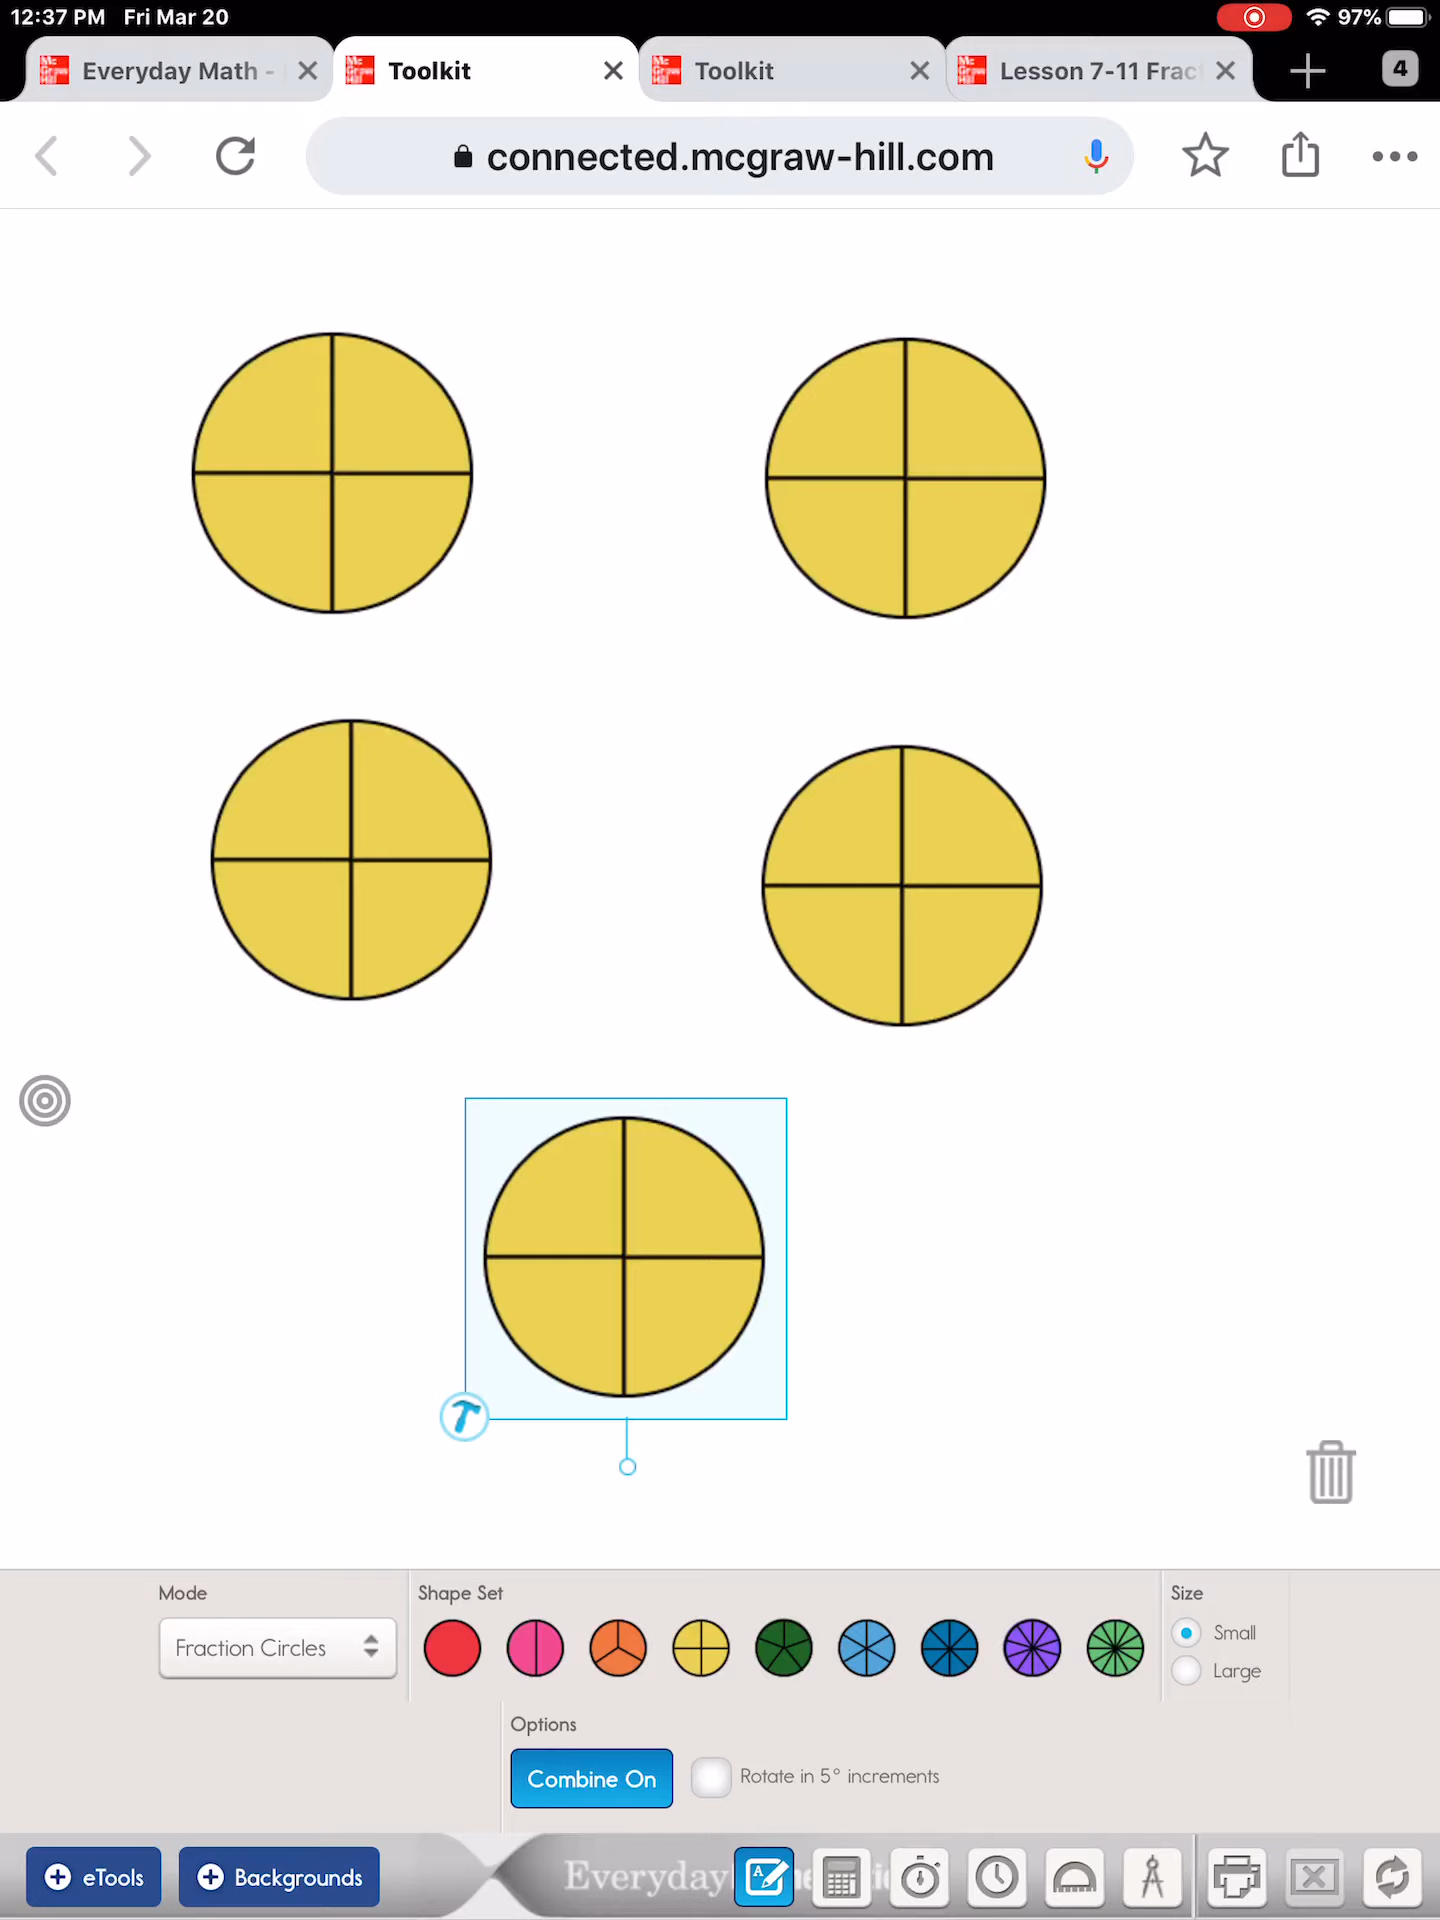 12:37 PM Fri Mar 20 97%
Everyday Math -
Toolkit
Toolkit
Lesson 7-11 Frac
4
connected.mcgraw-hill.com
Mode
Shape Set
Size
Fraction Circles
Small
Large
Options
Combine On
Rotate in 5° increments
eTools
Backgrounds
Everyday